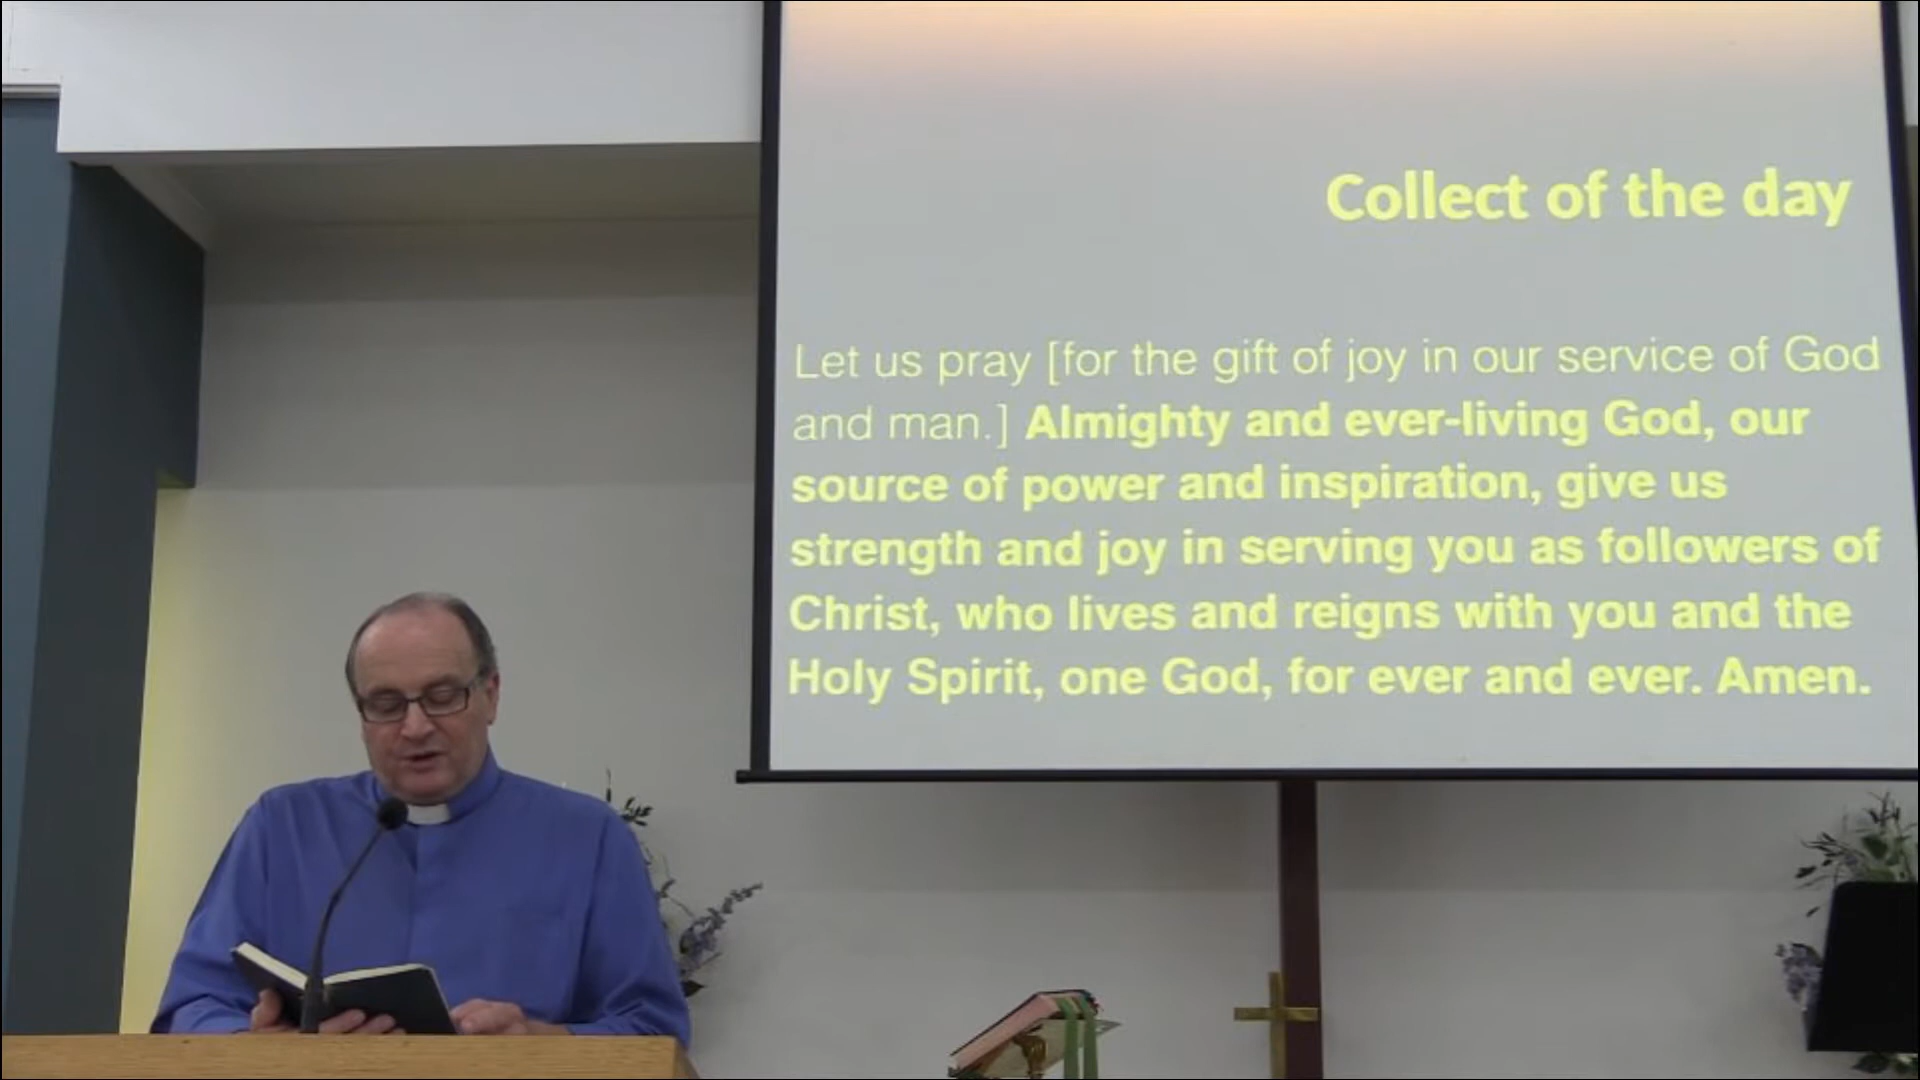 Collect of the day
Let us pray [for the gift of joy in our service of God
and man.] Almighty and ever-living God, our
source of power and inspiration, give us
strength and joy in serving you as followers of
Christ, who lives and reigns with you and the
Holy Spirit, one God, for ever and ever. Amen.